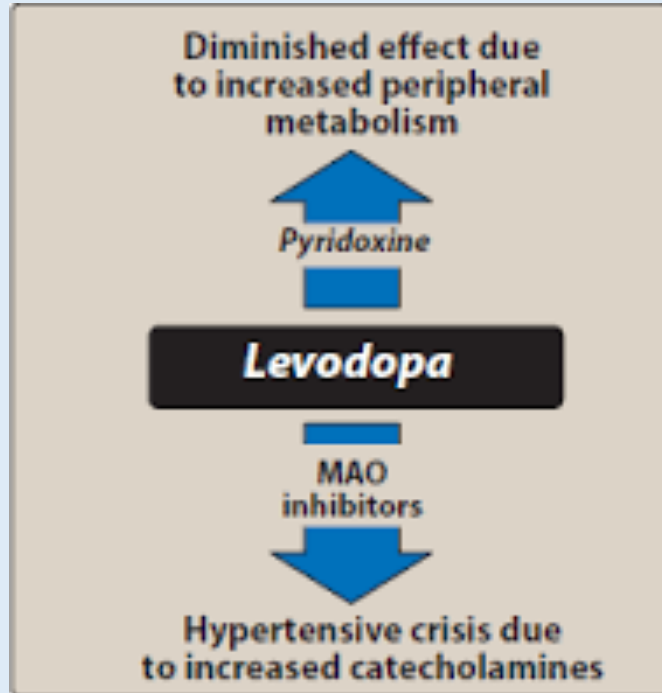 Diminished effect due
to increased peripheral
metabolism
Pyridoxine
Levodopa
MAO
inhibitors
Hypertensive crisis due
to increased catecholamines